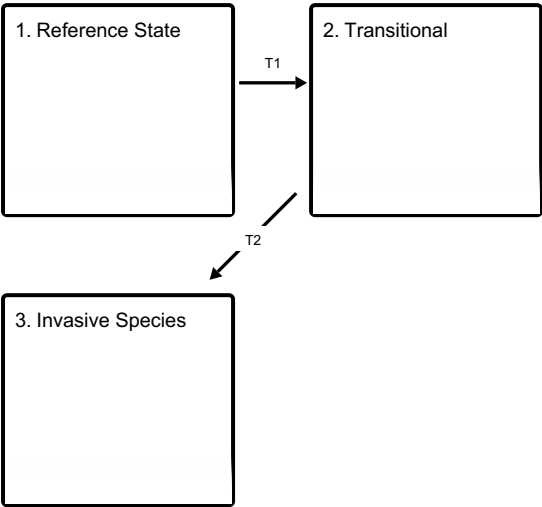 1. Reference State
T1
2. Transitional
T2
3. Invasive Species